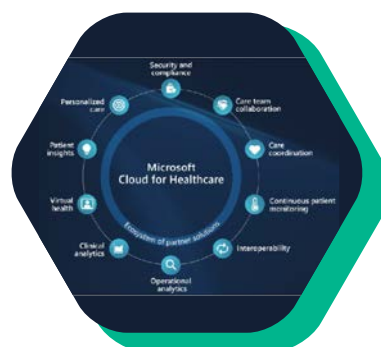 Security and
compliance
Care team
collaboration
Care
coordination
Continuous patient
monitoring
Interoperability
Operational
analytics
Clinical
analytics
Virtual
health
Patient
insights
Personalized
care
Microsoft
Cloud for Healthcare
Ecosystem of partner solutions